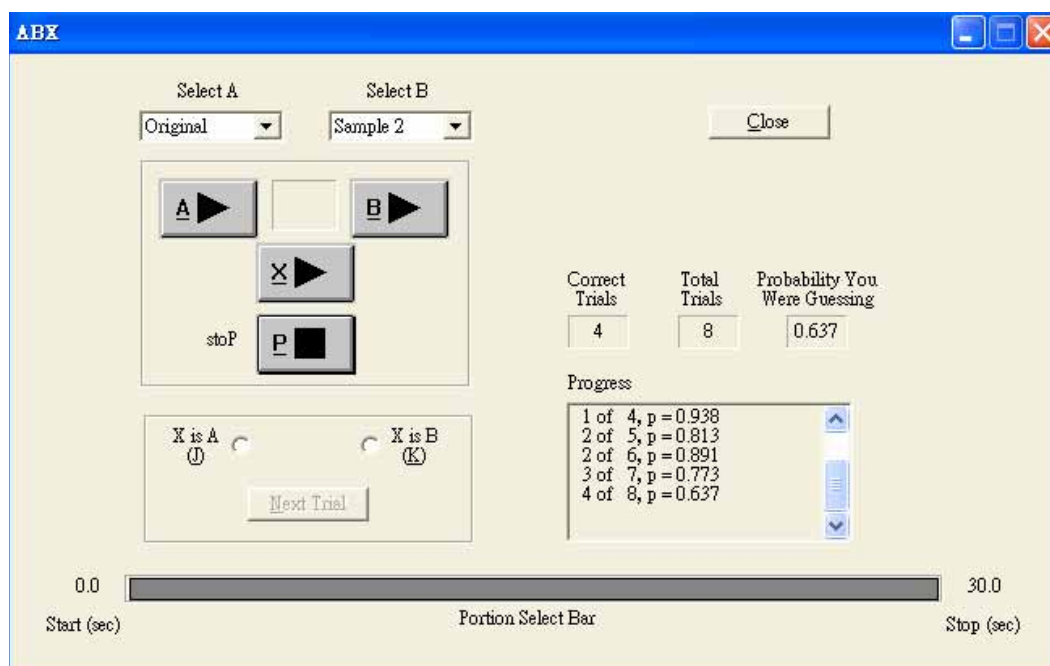 ABX
Select A
Select B
Original
Sample 2
Close
A
B
X
stoP
P
Correct Trials
Total Trials
Probability You Were Guessing
4
8
0.637
Progress
1 of 4, p = 0.938
2 of 5, p = 0.813
2 of 6, p = 0.891
3 of 7, p = 0.773
4 of 8, p = 0.637
X is A
(J)
X is B
(K)
Next Trial
0.0
30.0
Start (sec)
Portion Select Bar
Stop (sec)